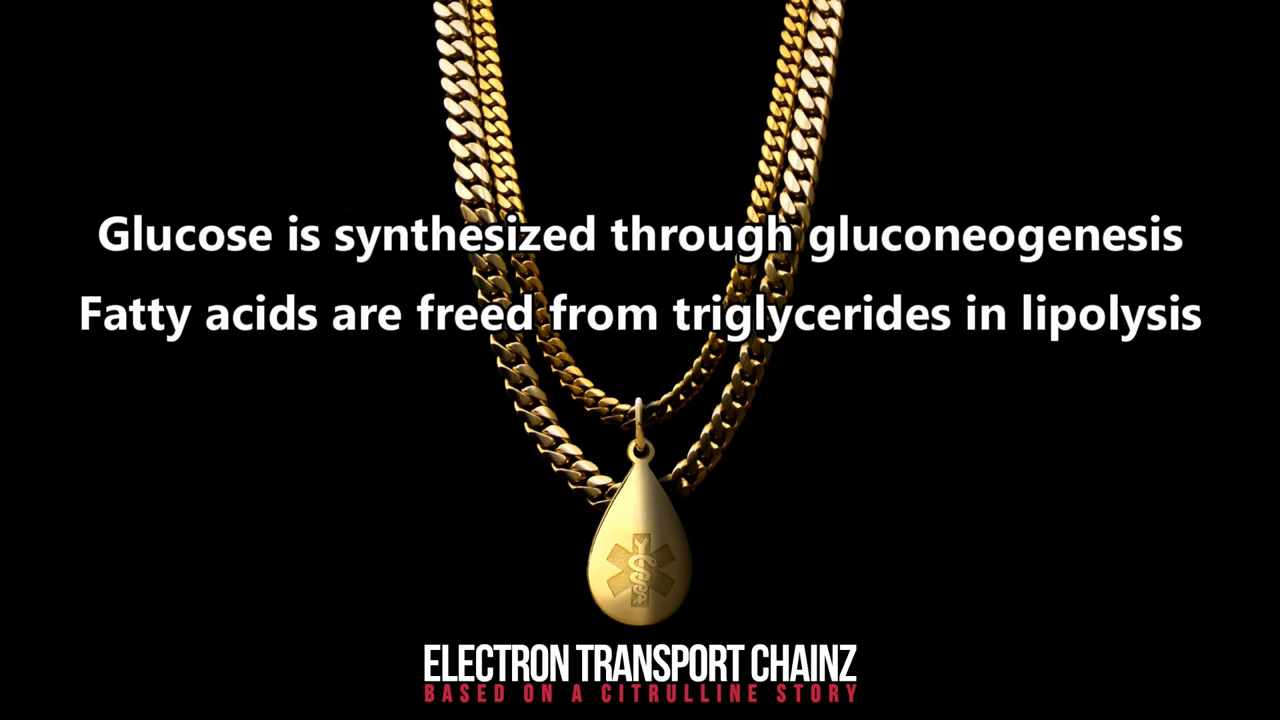 Glucose is synthesized through gluconeogenesis
Fatty acids are freed from triglycerides in lipolysis
ELECTRON TRANSPORT CHAINZ
BASED ON A CITRULLINE STORY